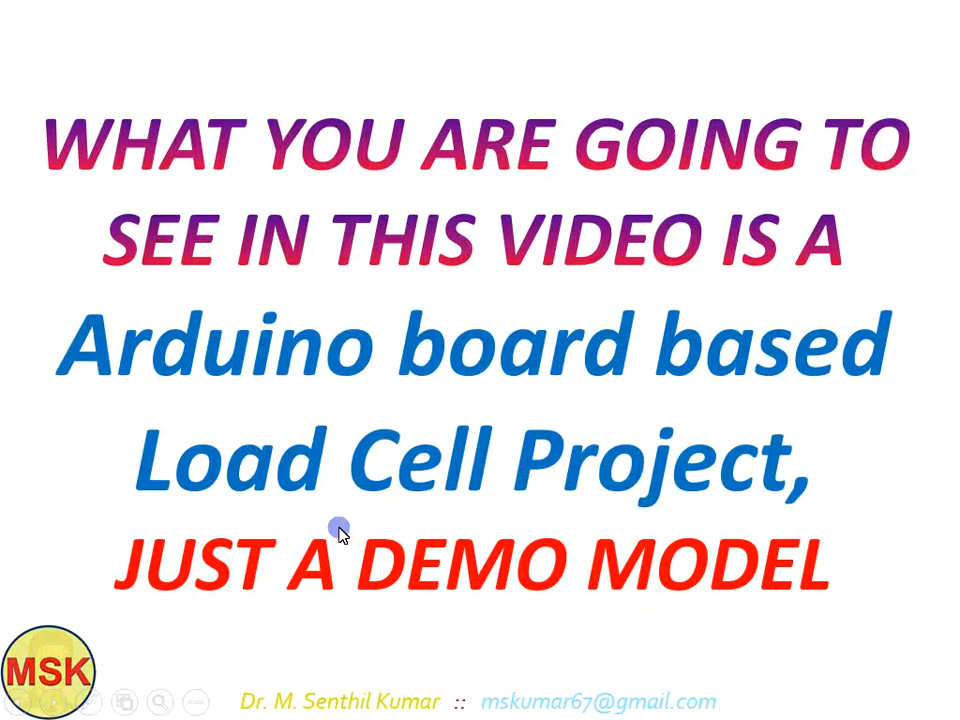 WHAT YOU ARE GOING TO
SEE IN THIS VIDEO IS A
Arduino board based
Load Cell Project,
JUST A DEMO MODEL
MSK
Dr. M. Senthil Kumar :: mskumar67@gmail.com